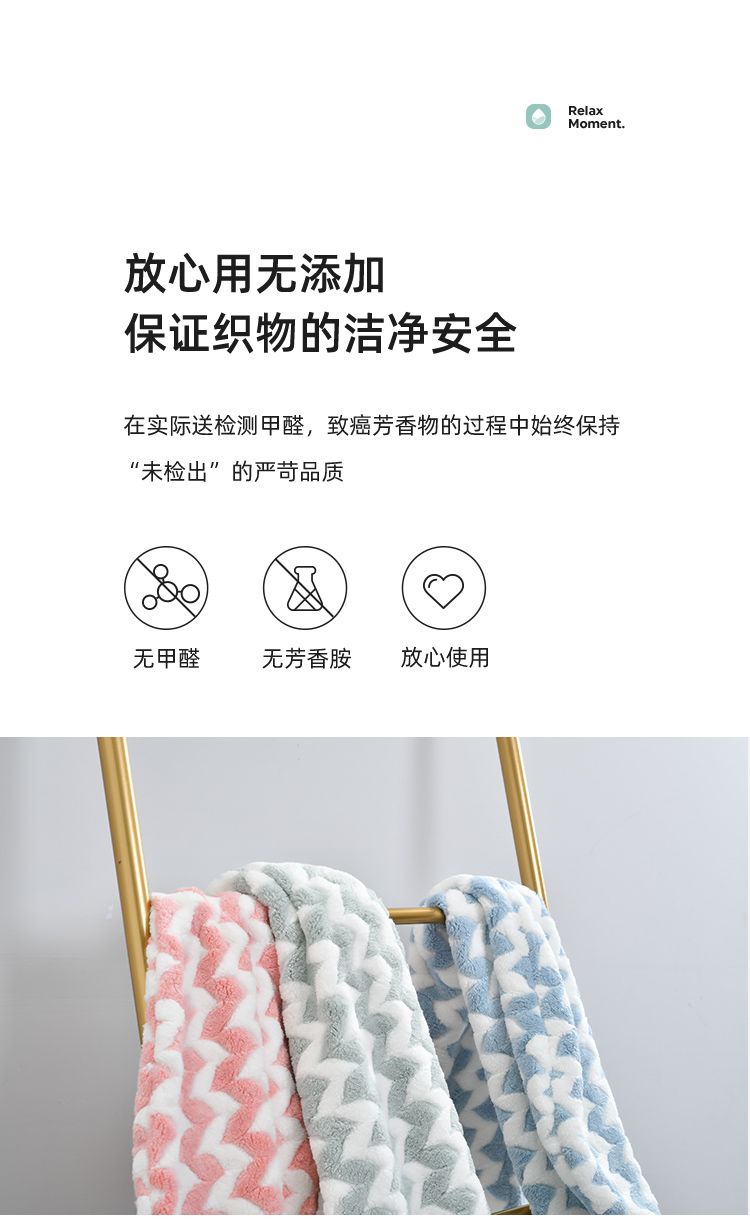 Relax
Moment.
放心用无添加
保证织物的洁净安全
在实际送检测甲醛，致癌芳香物的过程中始终保持
“未检出”的严苛品质
无甲醛
无芳香胺
放心使用